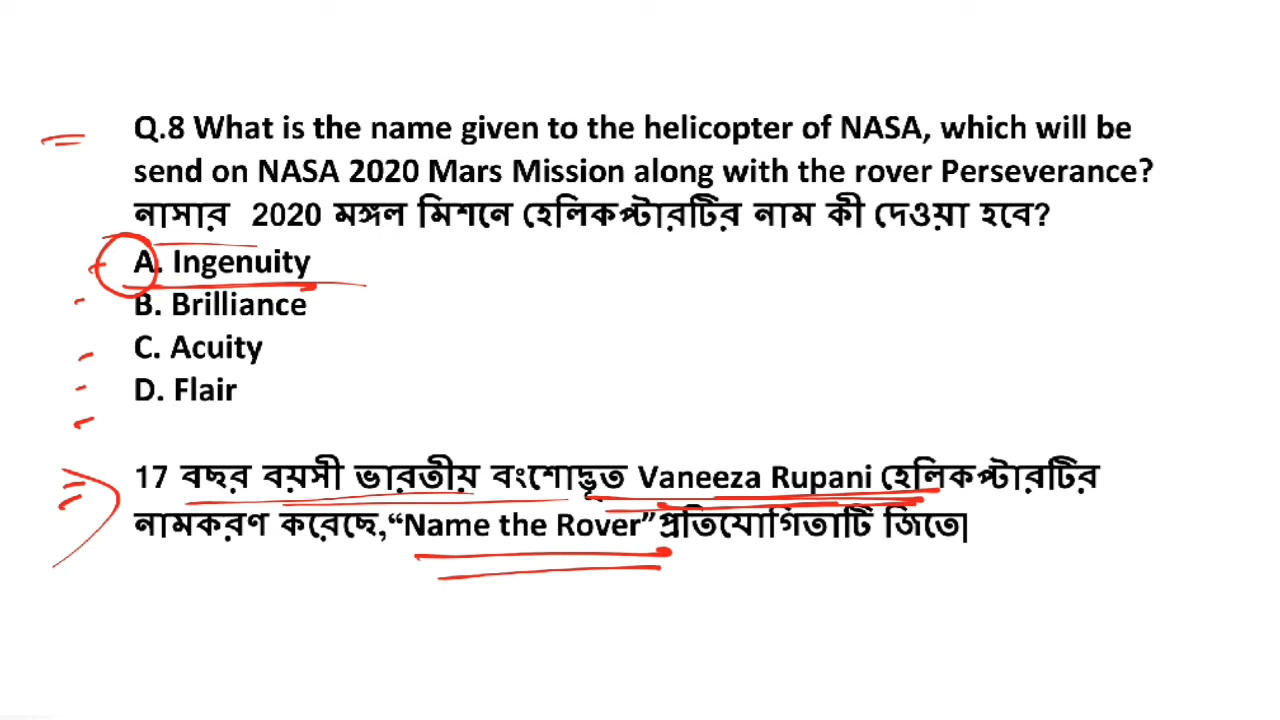 Q.8 What is the name given to the helicopter of NASA, which will be
send on NASA 2020 Mars Mission along with the rover Perseverance?
নাসার 2020 মঙ্গল মিশনে হেলিকপ্টারটির নাম কী দেওয়া হবে?
A. Ingenuity
B. Brilliance
C. Acuity
D. Flair
17 বছর বয়সী ভারতীয় বংশোদ্ভূত Vaneeza Rupani হেলিকপ্টারটির
নামকরণ করেছে,“Name the Rover”প্রতিযোগিতাটি জিতে|